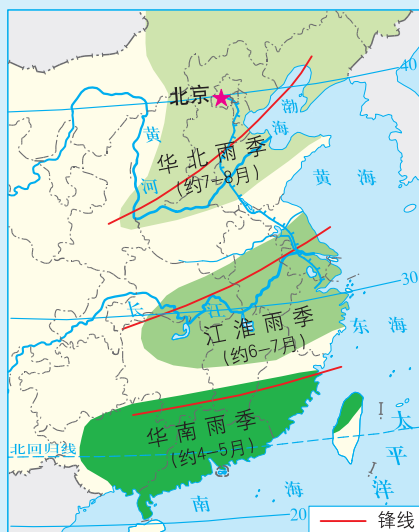 40
北京
渤
海
黄
河
华北雨季
(约7-8月)
黄海
30
长
江
江淮雨季
(约6-7月)
东海
华南雨季
(约4-5月)
北回归线
太
平
洋
南海
20
锋线